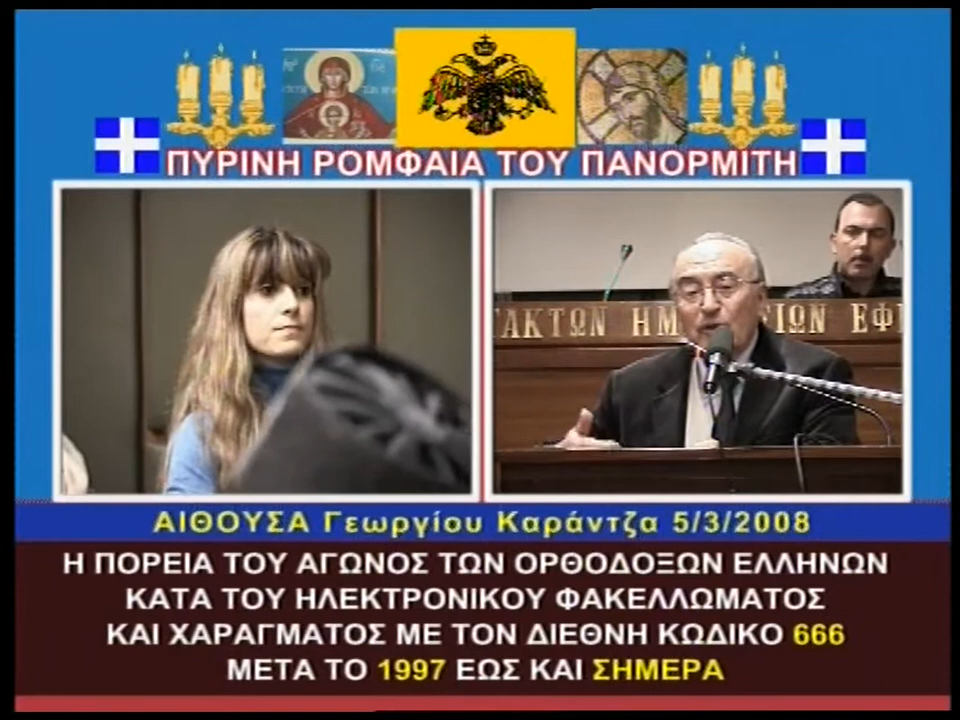 ΠΥΡΙΝΗ ΡΟΜΦΑΙΑ ΤΟΥ ΠΑΝΟΡΜΙΤΗ
ΑΙΘΟΥΣΑ Γεωργίου Καράντζα 5/3/2008
Η ΠΟΡΕΙΑ ΤΟΥ ΑΓΩΝΟΣ ΤΩΝ ΟΡΘΟΔΟΞΩΝ ΕΛΛΗΝΩΝ
ΚΑΤΑ ΤΟΥ ΗΛΕΚΤΡΟΝΙΚΟΥ ΦΑΚΕΛΛΩΜΑΤΟΣ
ΚΑΙ ΧΑΡΑΓΜΑΤΟΣ ΜΕ ΤΟΝ ΔΙΕΘΝΗ ΚΩΔΙΚΟ 666
ΜΕΤΑ ΤΟ 1997 ΕΩΣ ΚΑΙ ΣΗΜΕΡΑ